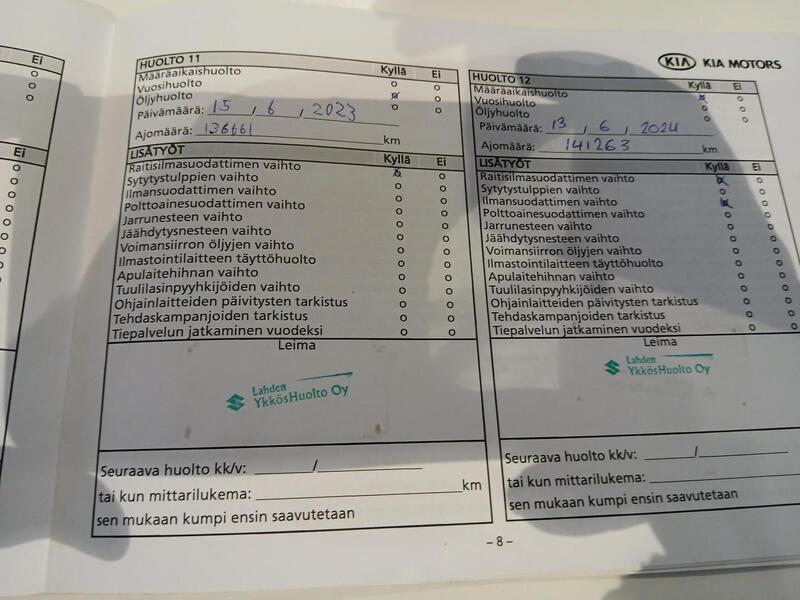 Ei
Ei
HUOLTO 11
Kyllä Ei
Määräaikaishuolto
Vuosihuolto
Öljyhuolto
Päivämäärä: 15 , 6 , 2023
Ajomäärä: 136661 km
LISÄTYÖT Kyllä Ei
Raitisilmasuodattimen vaihto
Sytytystulppien vaihto
Ilmansuodattimen vaihto
Polttoainesuodattimen vaihto
Jarrunesteen vaihto
Jäähdytysnesteen vaihto
Voimansiirron öljyjen vaihto
Ilmastointilaitteen täyttöhuolto
Apulaitehihnan vaihto
Tuulilasinpyyhkijöiden vaihto
Ohjainlaitteiden päivitysten tarkistus
Tehdaskampanjoiden tarkistus
Tiepalvelun jatkaminen vuodeksi
Leima
Lahden
YkkösHuolto Oy
Seuraava huolto kk/v: ______/__________
tai kun mittarilukema: ____________________ km
sen mukaan kumpi ensin saavutetaan
KIA KIA MOTORS
HUOLTO 12
Kyllä Ei
Määräaikaishuolto
Vuosihuolto
Öljyhuolto
Päivämäärä: 13 , 6 , 2024
Ajomäärä: 141263 km
LISÄTYÖT Kyllä Ei
Raitisilmasuodattimen vaihto
Sytytystulppien vaihto
Ilmansuodattimen vaihto
Polttoainesuodattimen vaihto
Jarrunesteen vaihto
Jäähdytysnesteen vaihto
Voimansiirron öljyjen vaihto
Ilmastointilaitteen täyttöhuolto
Apulaitehihnan vaihto
Tuulilasinpyyhkijöiden vaihto
Ohjainlaitteiden päivitysten tarkistus
Tehdaskampanjoiden tarkistus
Tiepalvelun jatkaminen vuodeksi
Leima
Lahden
YkkösHuolto Oy
Seuraava huolto kk/v: ______/__________
tai kun mittarilukema: ____________________
sen mukaan kumpi ensin saavutetaan
– 8 –